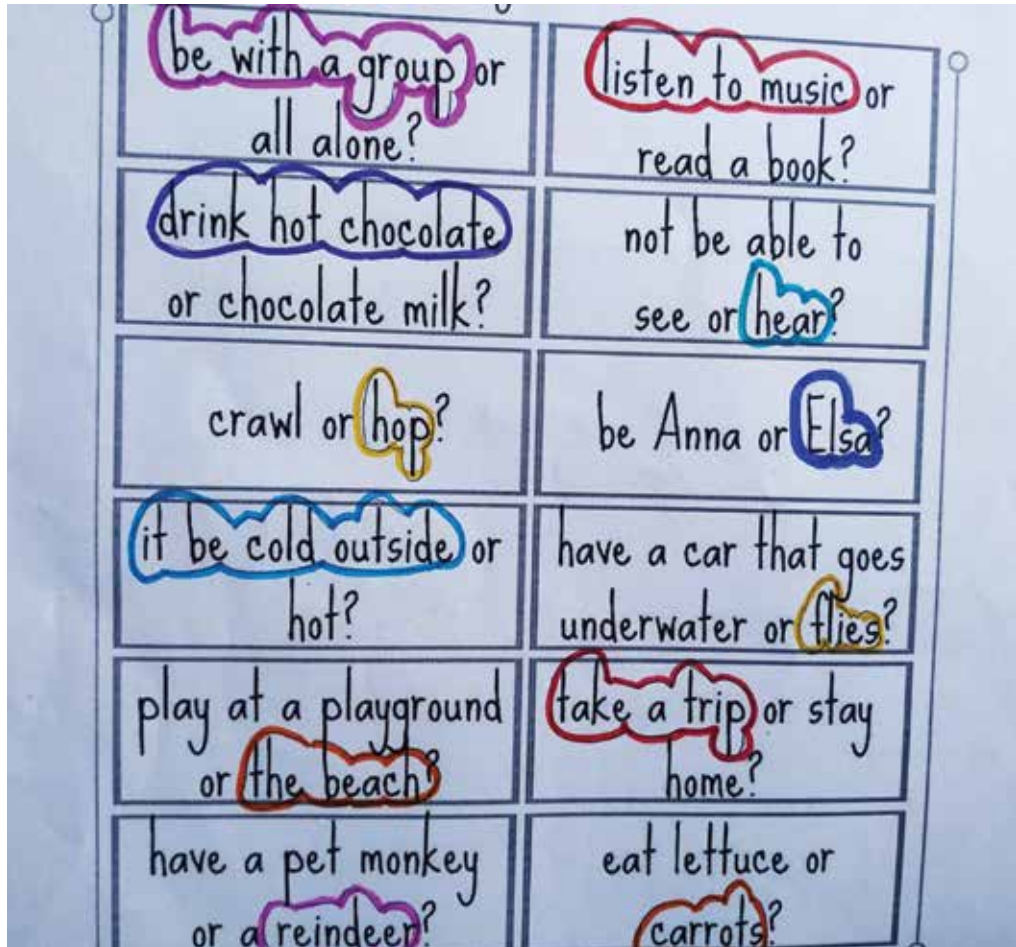 be with a group or
all alone?
listen to music or
read a book?
drink hot chocolate
or chocolate milk?
not be able to
see or hear?
crawl or hop?
be Anna or Elsa?
it be cold outside or
hot?
have a car that goes
underwater or flies?
play at a playground
or the beach?
take a trip or stay
home?
have a pet monkey
or a reindeer?
eat lettuce or
carrots?